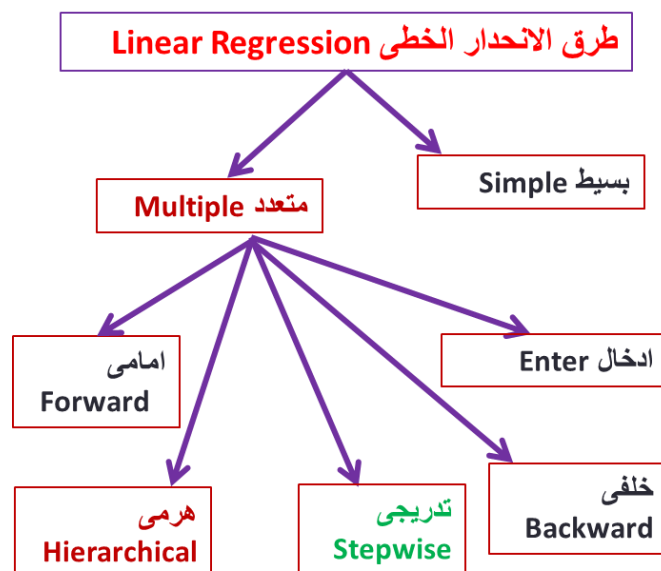 طرق الانحدار الخطى Linear Regression
بسيط Simple
متعدد Multiple
امامى
Forward
ادخال Enter
هرمى
Hierarchical
تدريجى
Stepwise
خلفى
Backward